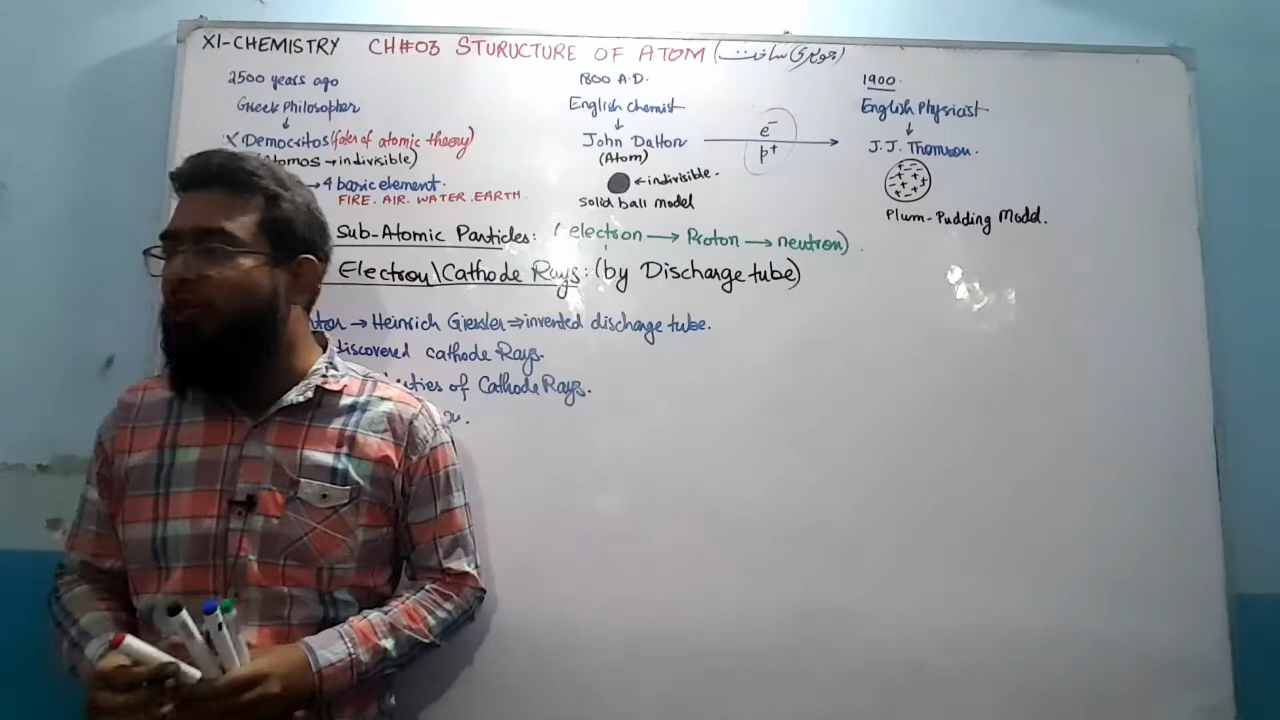 XI-CHEMISTRY CH#03 STURUCTURE OF ATOM (جوہری ساخت)
2500 years ago
Greek Philosopher
↓
X Democritos (father of atomic theory)
(Atomos → indivisible)
→ 4 basic element.
FIRE. AIR. WATER. EARTH.
1800 A.D.
English chemist
↓
John Dalton
(Atom)
← indivisible.
Solid ball model
e⁻
p⁺
1900.
English Physicist
↓
J.J. Thomson.
Plum-Pudding Model.
Sub-Atomic Particles: (electron → Proton → neutron).
Electron\Cathode Rays: (by Discharge tube)
→ Heinrich Giessler ⇒ invented discharge tube.
discovered cathode Rays.
of Cathode Rays.